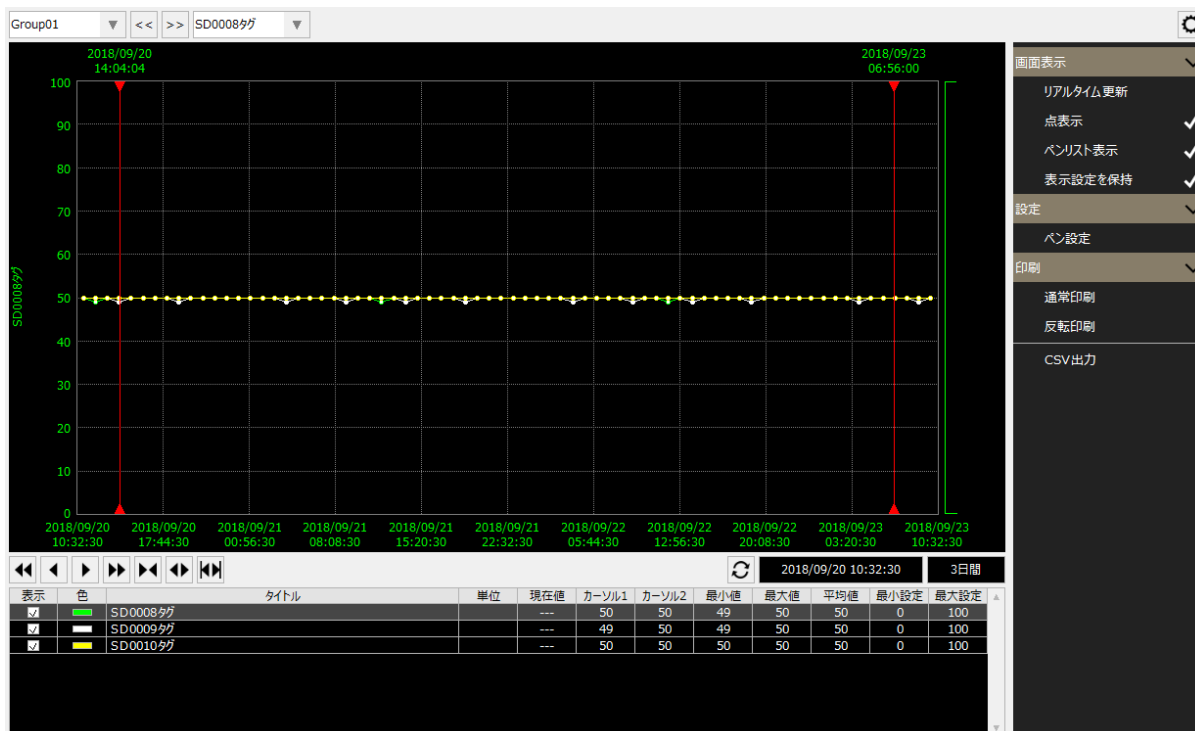 Group01 ▼ << >> SD0008タグ ▼
2018/09/20 2018/09/23
14:04:04 06:56:00
100
90
80
70
60
50
40
30
20
10
0
SD0008タグ
2018/09/20 2018/09/20 2018/09/21 2018/09/21 2018/09/21 2018/09/21 2018/09/22 2018/09/22 2018/09/22 2018/09/23 2018/09/23
10:32:30 17:44:30 00:56:30 08:08:30 15:20:30 22:32:30 05:44:30 12:56:30 20:08:30 03:20:30 10:32:30
2018/09/20 10:32:30 3日間
表示 色 タイトル 単位 現在値 カーソル1 カーソル2 最小値 最大値 平均値 最小設定 最大設定
SD0008タグ --- 50 50 49 50 50 0 100
SD0009タグ --- 49 50 49 50 50 0 100
SD0010タグ --- 50 50 50 50 50 0 100
画面表示
リアルタイム更新
点表示
ペンリスト表示
表示設定を保持
設定
ペン設定
印刷
通常印刷
反転印刷
CSV出力